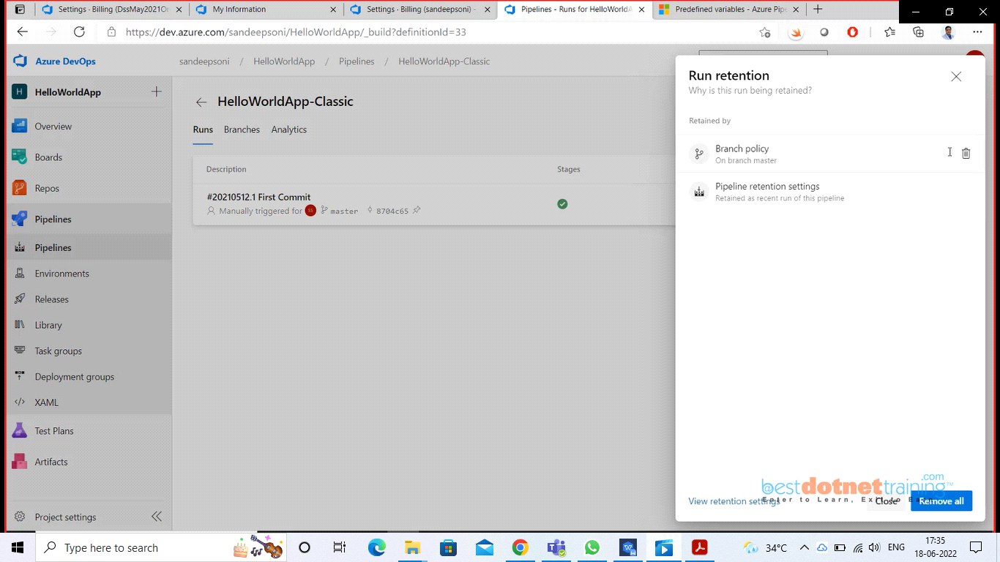 Settings - Billing (DssMay2021Or
My Information
Settings - Billing (sandeepsoni) -
Pipelines - Runs for HelloWorldA
Predefined variables - Azure Pipe
https://dev.azure.com/sandeepsoni/HelloWorldApp/_build?definitionId=33
Azure DevOps
sandeepsoni / HelloWorldApp / Pipelines / HelloWorldApp-Classic
H HelloWorldApp
Overview
Boards
Repos
Pipelines
Pipelines
Environments
Releases
Library
Task groups
Deployment groups
XAML
Test Plans
Artifacts
Project settings
HelloWorldApp-Classic
Runs Branches Analytics
Description Stages
#20210512.1 First Commit
Manually triggered for SS master 8704c65
Run retention
Why is this run being retained?
Retained by
Branch policy
On branch master
Pipeline retention settings
Retained as recent run of this pipeline
bestdotnettraining.com™
Enter to Learn, Exit to Ea
View retention settings Close Remove all
Type here to search
34°C
ENG
17:35
18-06-2022